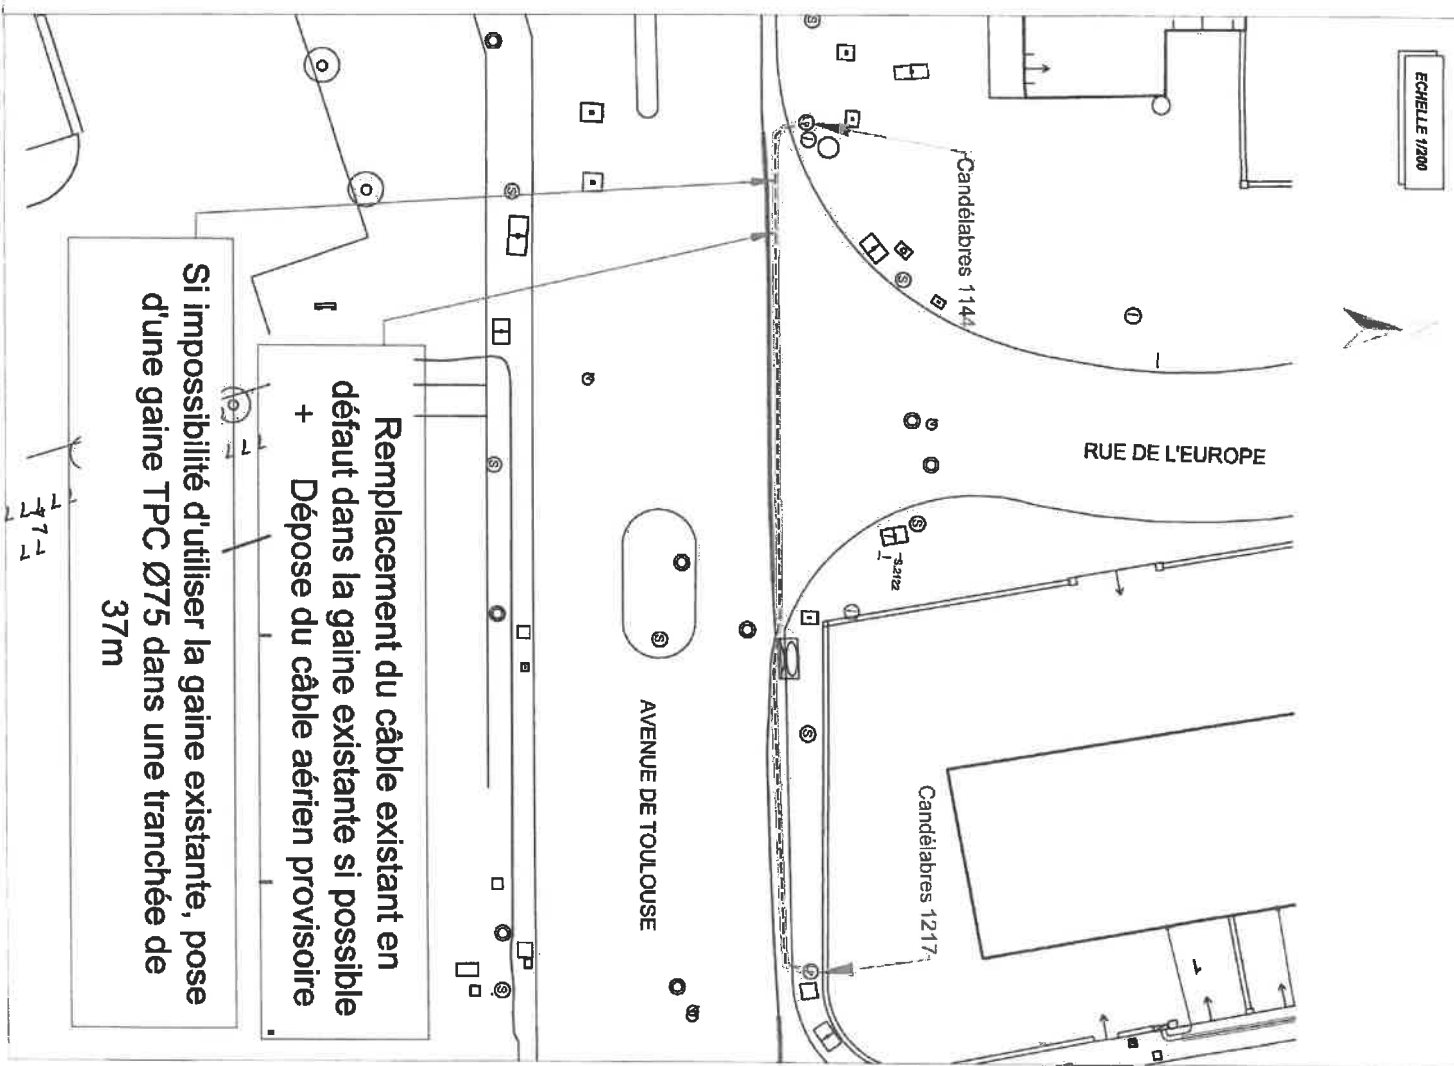 ECHELLE 1/200
Candélabres 1144
RUE DE L'EUROPE
S.2122
Candélabres 1217
AVENUE DE TOULOUSE
Remplacement du câble existant en
défaut dans la gaine existante si possible
+ Dépose du câble aérien provisoire
Si impossibilité d'utiliser la gaine existante, pose
d'une gaine TPC Ø75 dans une tranchée de
37m